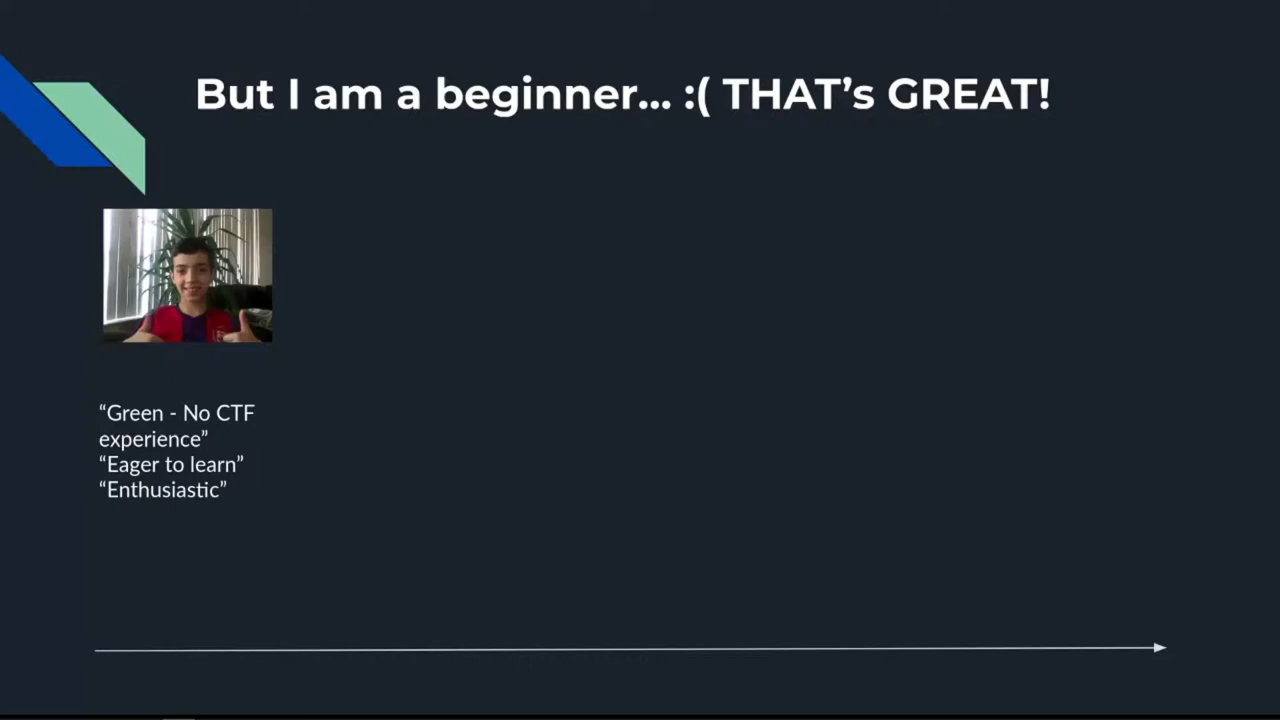 But I am a beginner... :( THAT’s GREAT!
“Green - No CTF
experience”
“Eager to learn”
“Enthusiastic”